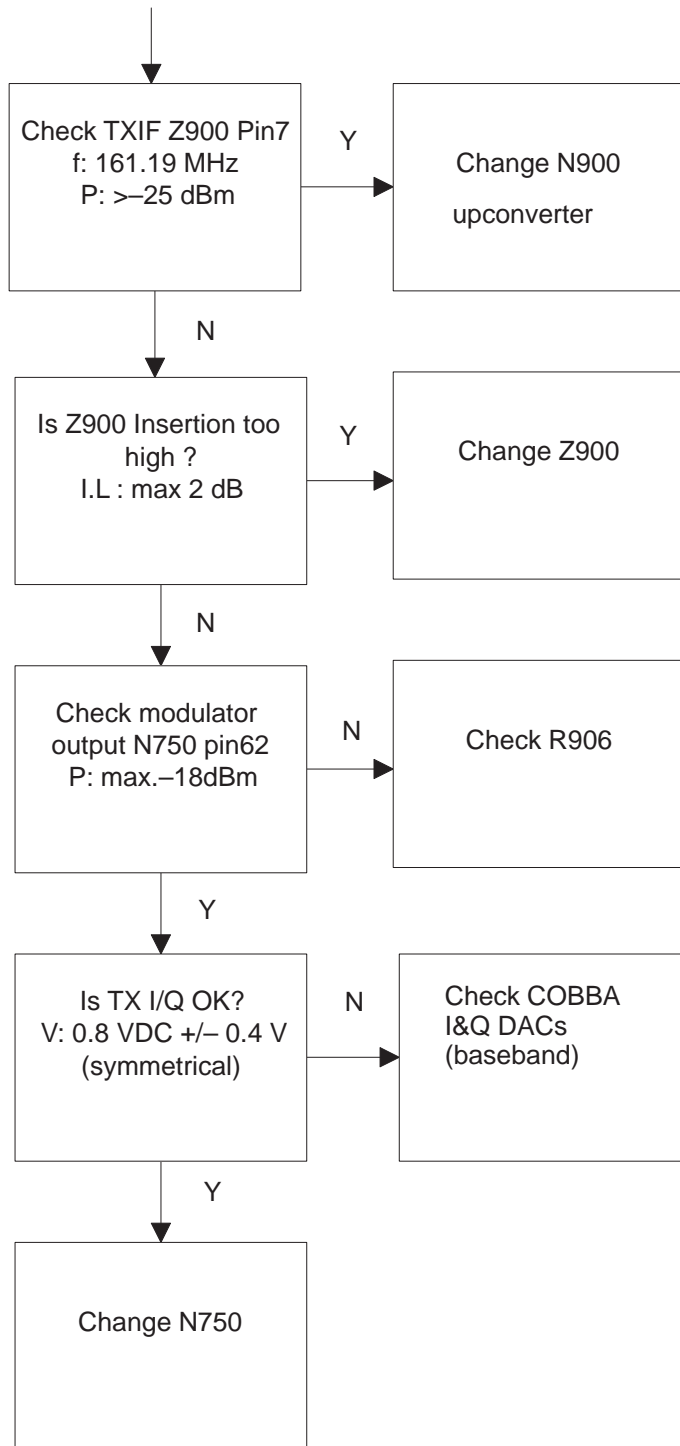 Check TXIF Z900 Pin7
f: 161.19 MHz
P: >–25 dBm
Y
Change N900
upconverter
N
Is Z900 Insertion too
high ?
I.L : max 2 dB
Y
Change Z900
N
Check modulator
output N750 pin62
P: max.–18dBm
N
Check R906
Y
Is TX I/Q OK?
V: 0.8 VDC +/– 0.4 V
(symmetrical)
N
Check COBBA
I&Q DACs
(baseband)
Y
Change N750